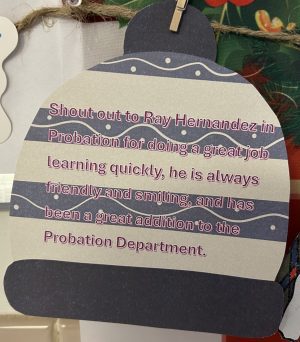 Shout out to Ray Hernandez in
Probation for doing a great job
learning quickly, he is always
friendly and smiling, and has
been a great addition to the
Probation Department.